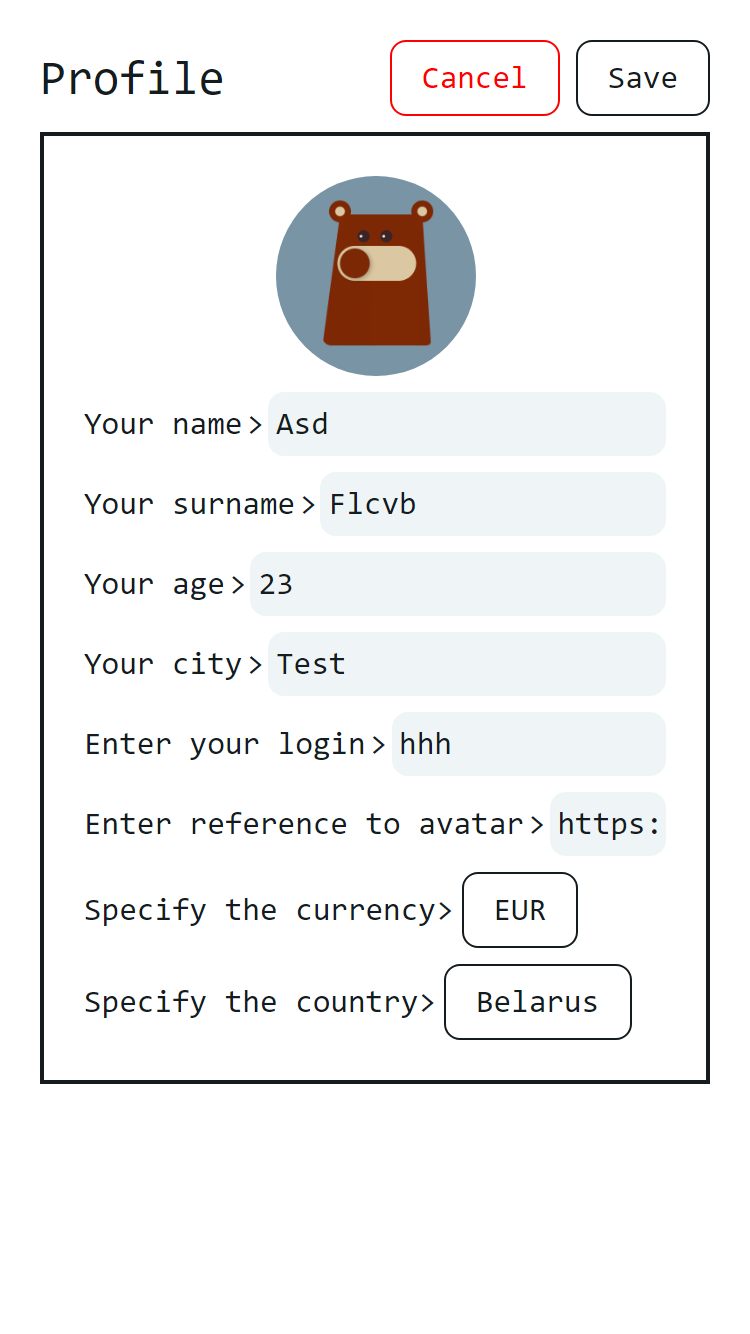 Profile Cancel Save
Your name> Asd
Your surname> Flcvb
Your age> 23
Your city> Test
Enter your login> hhh
Enter reference to avatar> https:
Specify the currency> EUR
Specify the country> Belarus